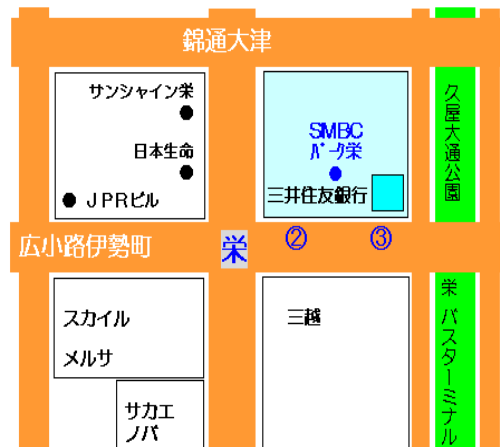 錦通大津
サンシャイン栄
日本生命
JPRビル
SMBC
パーク栄
三井住友銀行
久屋大通公園
広小路伊勢町
栄
②
③
スカイル
メルサ
サカエ
ノバ
三越
栄 バスターミナル